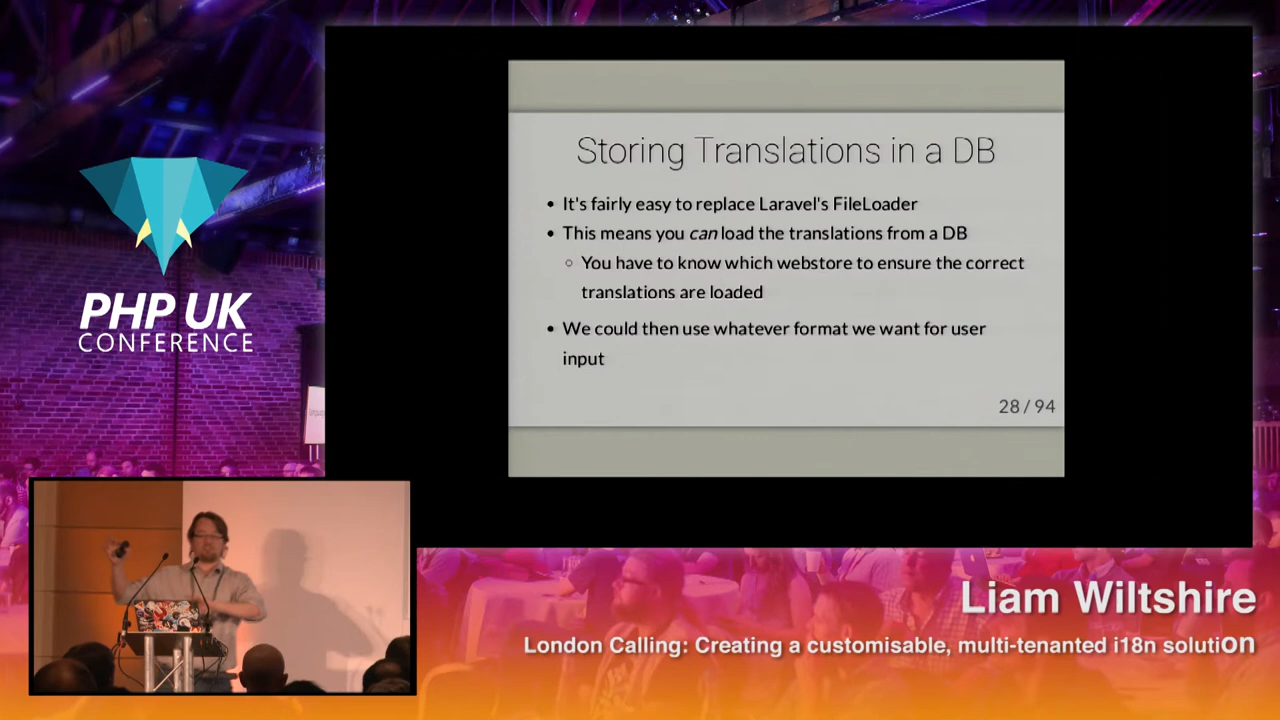 PHP UK
CONFERENCE
Storing Translations in a DB
• It's fairly easy to replace Laravel's FileLoader
• This means you can load the translations from a DB
○ You have to know which webstore to ensure the correct
translations are loaded
• We could then use whatever format we want for user
input
28 / 94
Liam Wiltshire
London Calling: Creating a customisable, multi-tenanted i18n solution